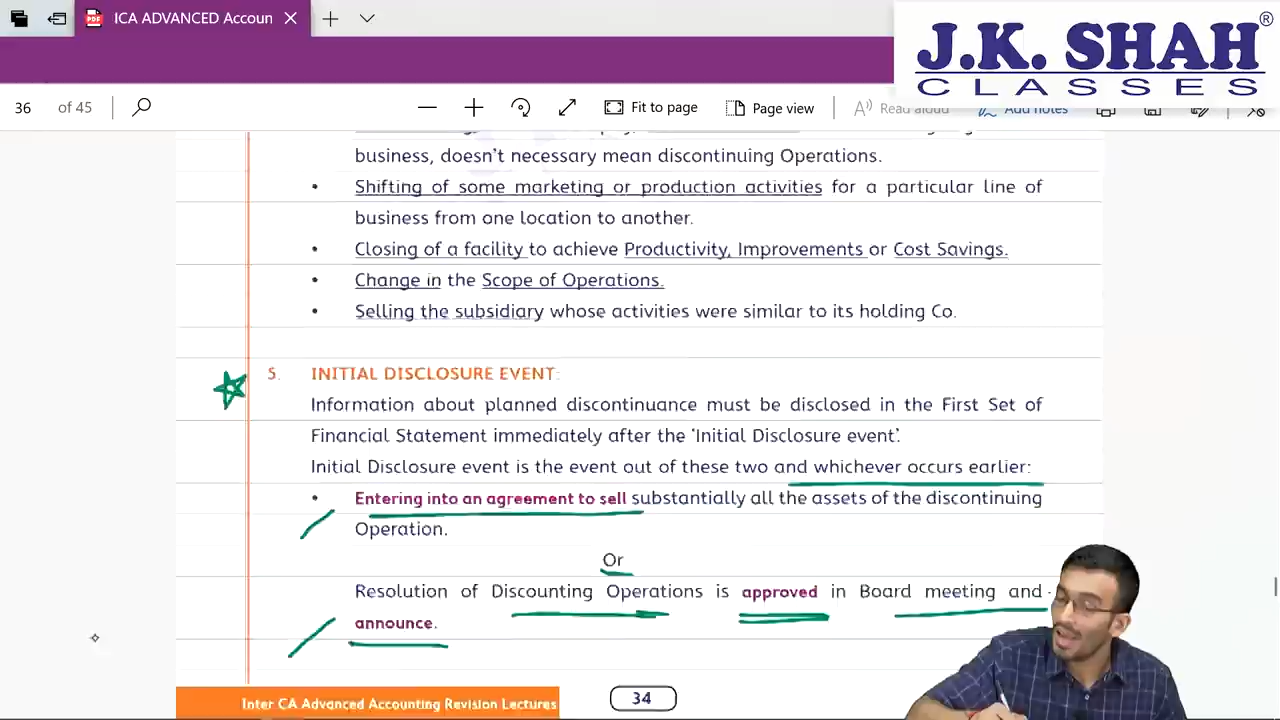 ICA ADVANCED Accoun
J.K. SHAH®
CLASSES
36 of 45
Fit to page
Page view
Read aloud
Add notes
business, doesn't necessary mean discontinuing Operations.
• Shifting of some marketing or production activities for a particular line of
business from one location to another.
• Closing of a facility to achieve Productivity, Improvements or Cost Savings.
• Change in the Scope of Operations.
• Selling the subsidiary whose activities were similar to its holding Co.
5. INITIAL DISCLOSURE EVENT:
Information about planned discontinuance must be disclosed in the First Set of
Financial Statement immediately after the 'Initial Disclosure event'.
Initial Disclosure event is the event out of these two and whichever occurs earlier:
• Entering into an agreement to sell substantially all the assets of the discontinuing
Operation.
Or
Resolution of Discounting Operations is approved in Board meeting and
announce.
Inter CA Advanced Accounting Revision Lectures
34